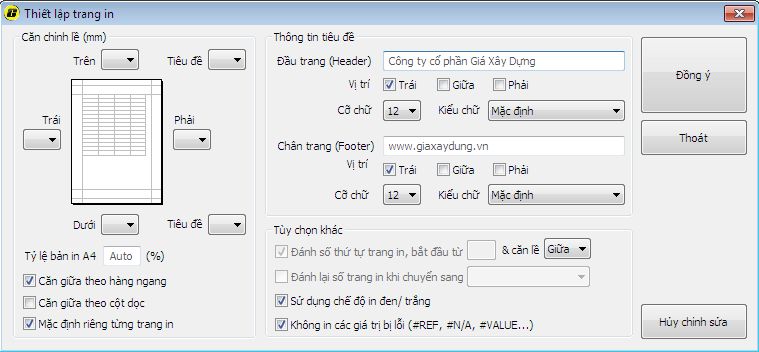 Thiết lập trang in
Căn chỉnh lề (mm)
Trên
Tiêu đề
Trái
Phải
Dưới
Tiêu đề
Tỷ lệ bản in A4 Auto (%)
Căn giữa theo hàng ngang
Căn giữa theo cột dọc
Mặc định riêng từng trang in
Thông tin tiêu đề
Đầu trang (Header) Công ty cổ phần Giá Xây Dựng
Vị trí Trái Giữa Phải
Cỡ chữ 12 Kiểu chữ Mặc định
Chân trang (Footer) www.giaxaydung.vn
Vị trí Trái Giữa Phải
Cỡ chữ 12 Kiểu chữ Mặc định
Tùy chọn khác
Đánh số thứ tự trang in, bắt đầu từ & căn lề Giữa
Đánh lại số trang in khi chuyển sang
Sử dụng chế độ in đen/ trắng
Không in các giá trị bị lỗi (#REF, #N/A, #VALUE...)
Đồng ý
Thoát
Hủy chỉnh sửa